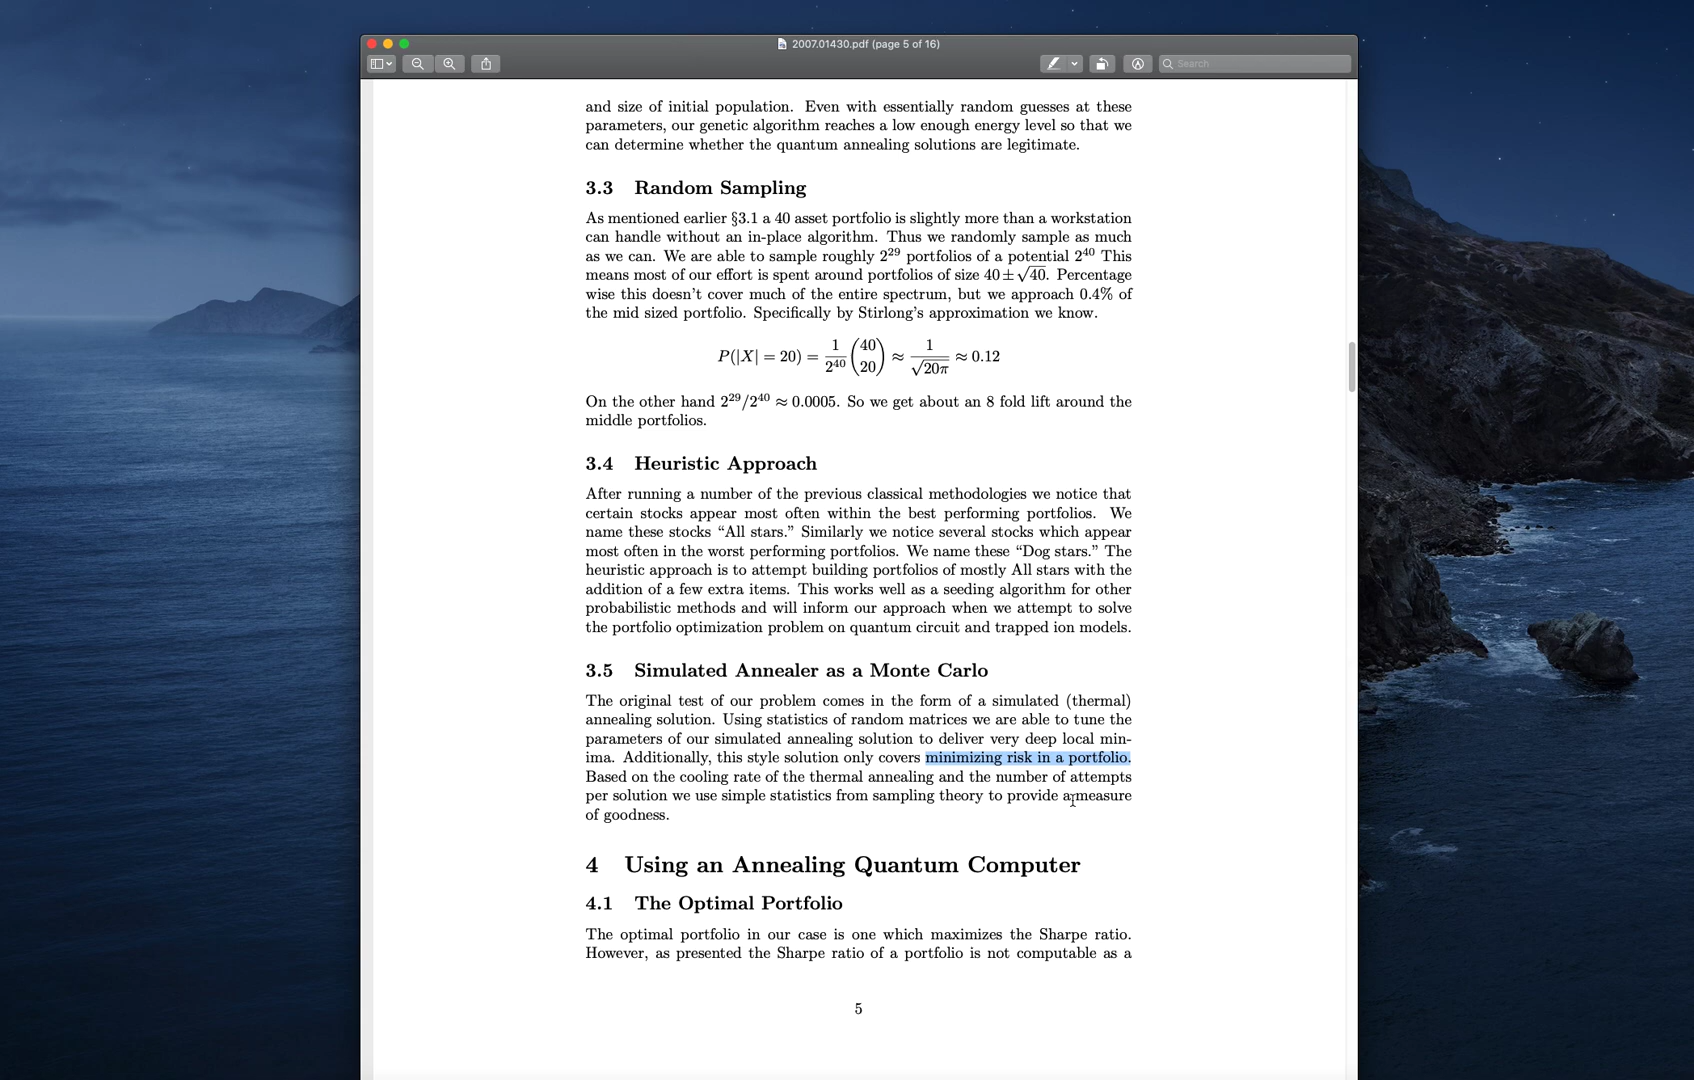 2007.01430.pdf (page 5 of 16)
Search
and size of initial population. Even with essentially random guesses at these
parameters, our genetic algorithm reaches a low enough energy level so that we
can determine whether the quantum annealing solutions are legitimate.
3.3 Random Sampling
As mentioned earlier §3.1 a 40 asset portfolio is slightly more than a workstation
can handle without an in-place algorithm. Thus we randomly sample as much
as we can. We are able to sample roughly 2²⁹ portfolios of a potential 2⁴⁰ This
means most of our effort is spent around portfolios of size 40±√40. Percentage
wise this doesn’t cover much of the entire spectrum, but we approach 0.4% of
the mid sized portfolio. Specifically by Stirlong’s approximation we know.
P(|X| = 20) = 1/2⁴⁰ (40 20) ≈ 1/√20π ≈ 0.12
On the other hand 2²⁹/2⁴⁰ ≈ 0.0005. So we get about an 8 fold lift around the
middle portfolios.
3.4 Heuristic Approach
After running a number of the previous classical methodologies we notice that
certain stocks appear most often within the best performing portfolios. We
name these stocks “All stars.” Similarly we notice several stocks which appear
most often in the worst performing portfolios. We name these “Dog stars.” The
heuristic approach is to attempt building portfolios of mostly All stars with the
addition of a few extra items. This works well as a seeding algorithm for other
probabilistic methods and will inform our approach when we attempt to solve
the portfolio optimization problem on quantum circuit and trapped ion models.
3.5 Simulated Annealer as a Monte Carlo
The original test of our problem comes in the form of a simulated (thermal)
annealing solution. Using statistics of random matrices we are able to tune the
parameters of our simulated annealing solution to deliver very deep local min-
ima. Additionally, this style solution only covers minimizing risk in a portfolio.
Based on the cooling rate of the thermal annealing and the number of attempts
per solution we use simple statistics from sampling theory to provide a measure
of goodness.
4 Using an Annealing Quantum Computer
4.1 The Optimal Portfolio
The optimal portfolio in our case is one which maximizes the Sharpe ratio.
However, as presented the Sharpe ratio of a portfolio is not computable as a
5